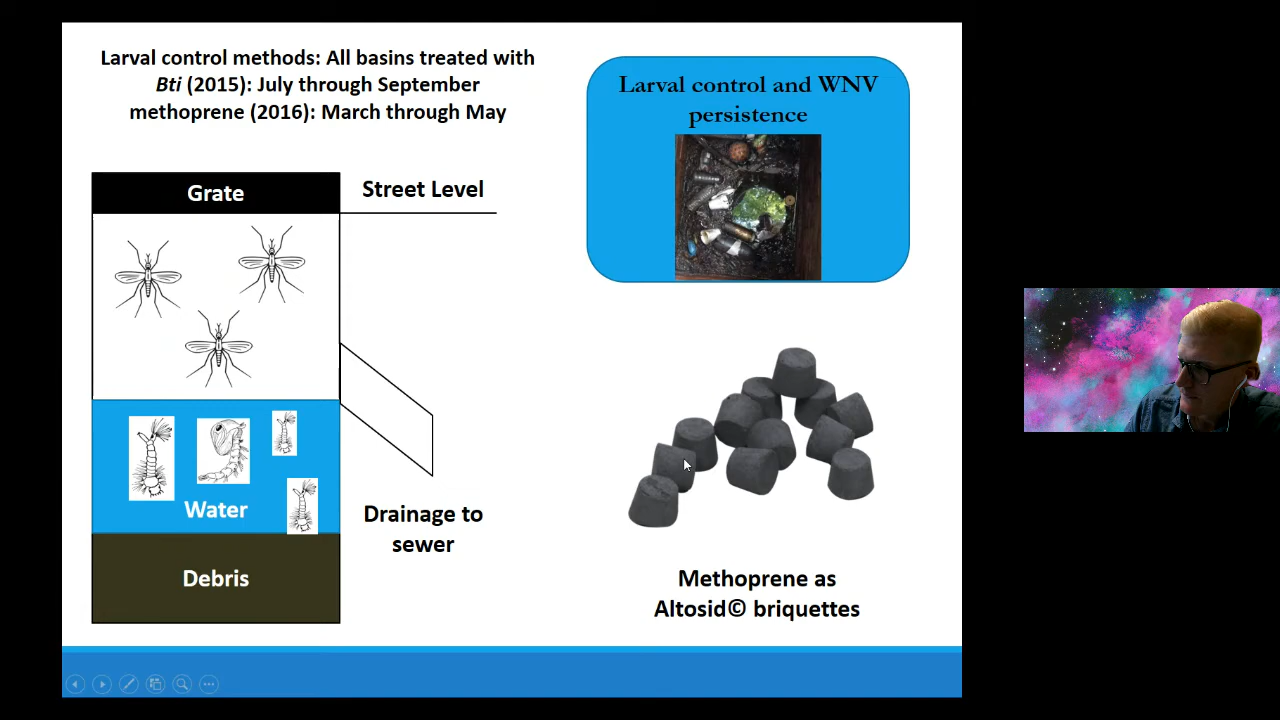 Larval control methods: All basins treated with
Bti (2015): July through September
methoprene (2016): March through May
Larval control and WNV
persistence
Grate
Street Level
Water
Drainage to
sewer
Debris
Methoprene as
Altosid© briquettes